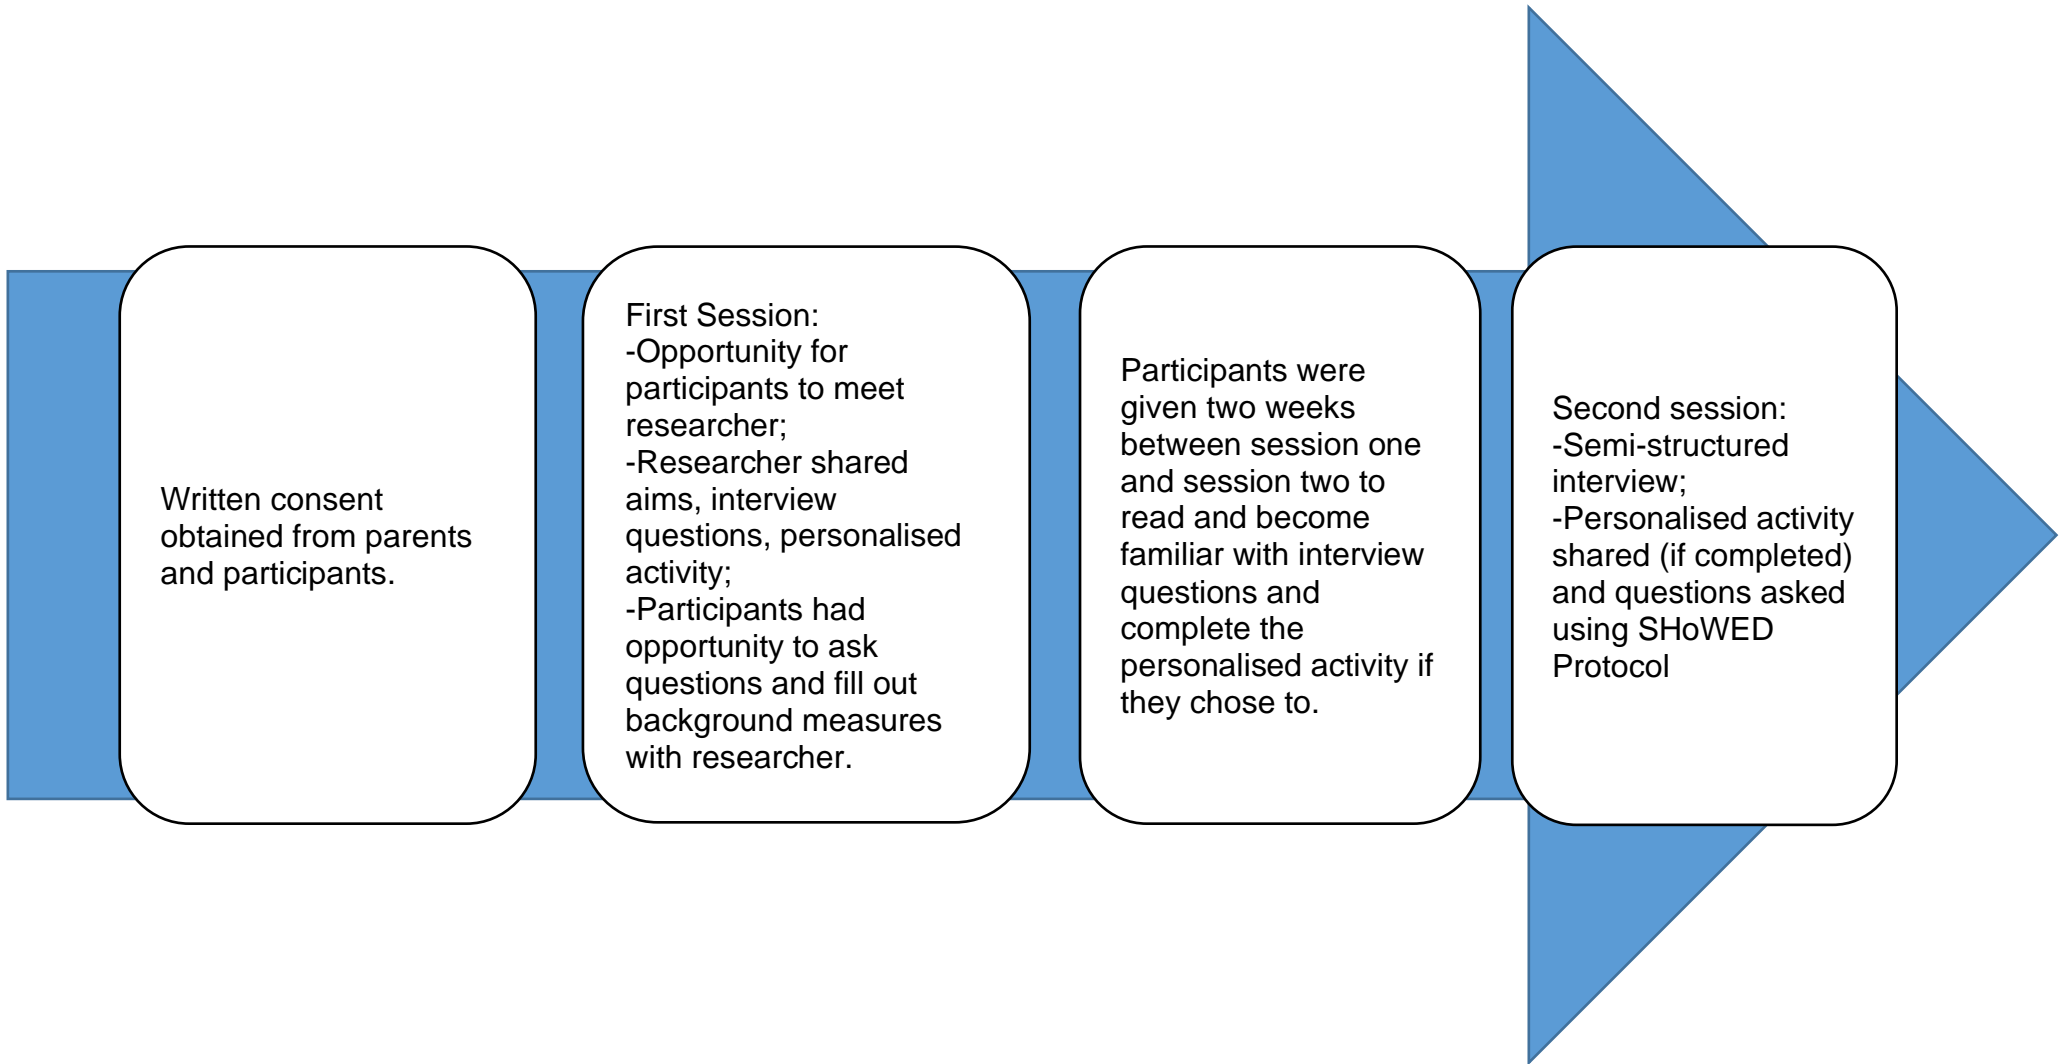 Written consent
obtained from parents
and participants.
First Session:
-Opportunity for
participants to meet
researcher;
-Researcher shared
aims, interview
questions, personalised
activity;
-Participants had
opportunity to ask
questions and fill out
background measures
with researcher.
Participants were
given two weeks
between session one
and session two to
read and become
familiar with interview
questions and
complete the
personalised activity if
they chose to.
Second session:
-Semi-structured
interview;
-Personalised activity
shared (if completed)
and questions asked
using SHoWED
Protocol